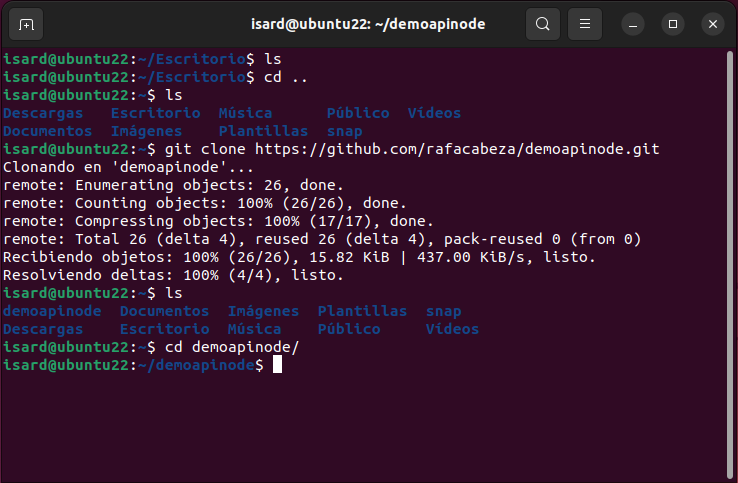 isard@ubuntu22: ~/demoapinode
isard@ubuntu22:~/Escritorio$ ls
isard@ubuntu22:~/Escritorio$ cd ..
isard@ubuntu22:~$ ls
Descargas   Escritorio  Música      Público  Vídeos
Documentos  Imágenes    Plantillas  snap
isard@ubuntu22:~$ git clone https://github.com/rafacabeza/demoapinode.git
Clonando en 'demoapinode'...
remote: Enumerating objects: 26, done.
remote: Counting objects: 100% (26/26), done.
remote: Compressing objects: 100% (17/17), done.
remote: Total 26 (delta 4), reused 26 (delta 4), pack-reused 0 (from 0)
Recibiendo objetos: 100% (26/26), 15.82 KiB | 437.00 KiB/s, listo.
Resolviendo deltas: 100% (4/4), listo.
isard@ubuntu22:~$ ls
demoapinode  Documentos  Imágenes  Plantillas  snap
Descargas    Escritorio  Música    Público     Vídeos
isard@ubuntu22:~$ cd demoapinode/
isard@ubuntu22:~/demoapinode$